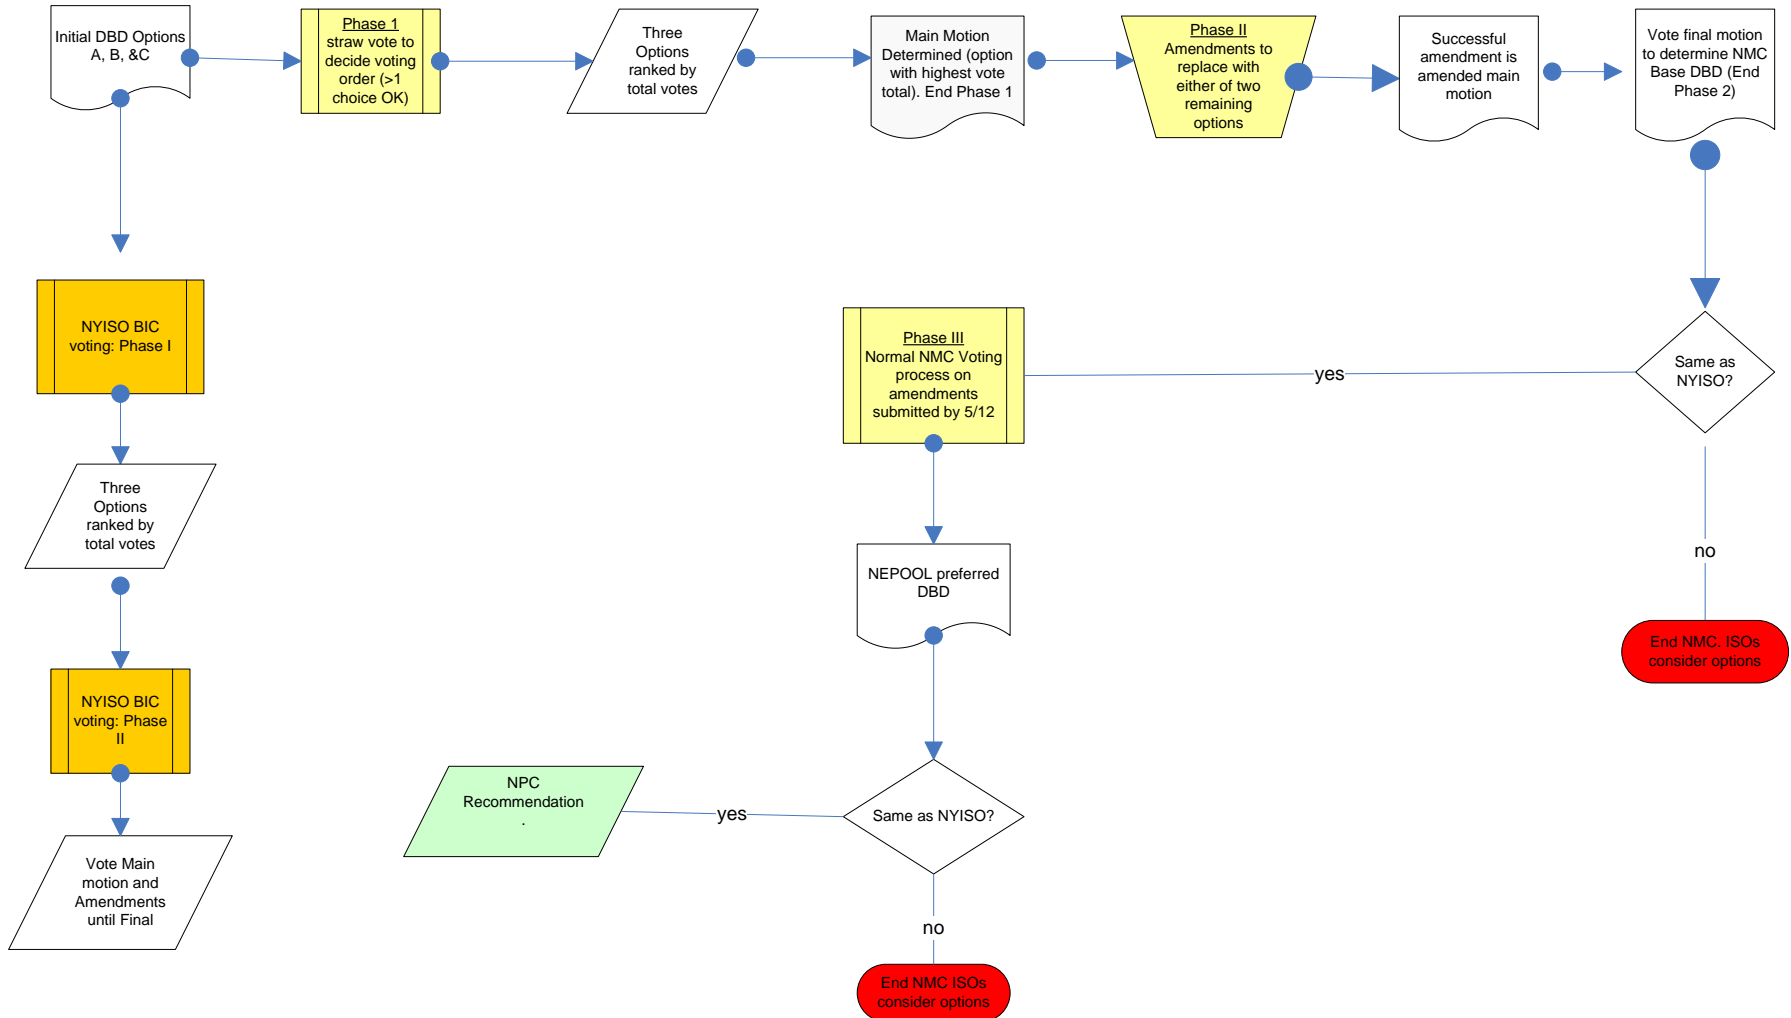 Initial DBD Options
A, B, &C
Phase 1
straw vote to
decide voting
order (>1
choice OK)
Three
Options
ranked by
total votes
Main Motion
Determined (option
with highest vote
total). End Phase 1
Phase II
Amendments to
replace with
either of two
remaining
options
Successful
amendment is
amended main
motion
Vote final motion
to determine NMC
Base DBD (End
Phase 2)
NYISO BIC
voting: Phase I
Phase III
Normal NMC Voting
process on
amendments
submitted by 5/12
yes
Same as
NYISO?
Three
Options
ranked by
total votes
no
NEPOOL preferred
DBD
End NMC. ISOs
consider options
NYISO BIC
voting: Phase
II
NPC
Recommendation
.
yes
Same as NYISO?
Vote Main
motion and
Amendments
until Final
no
End NMC ISOs
consider options